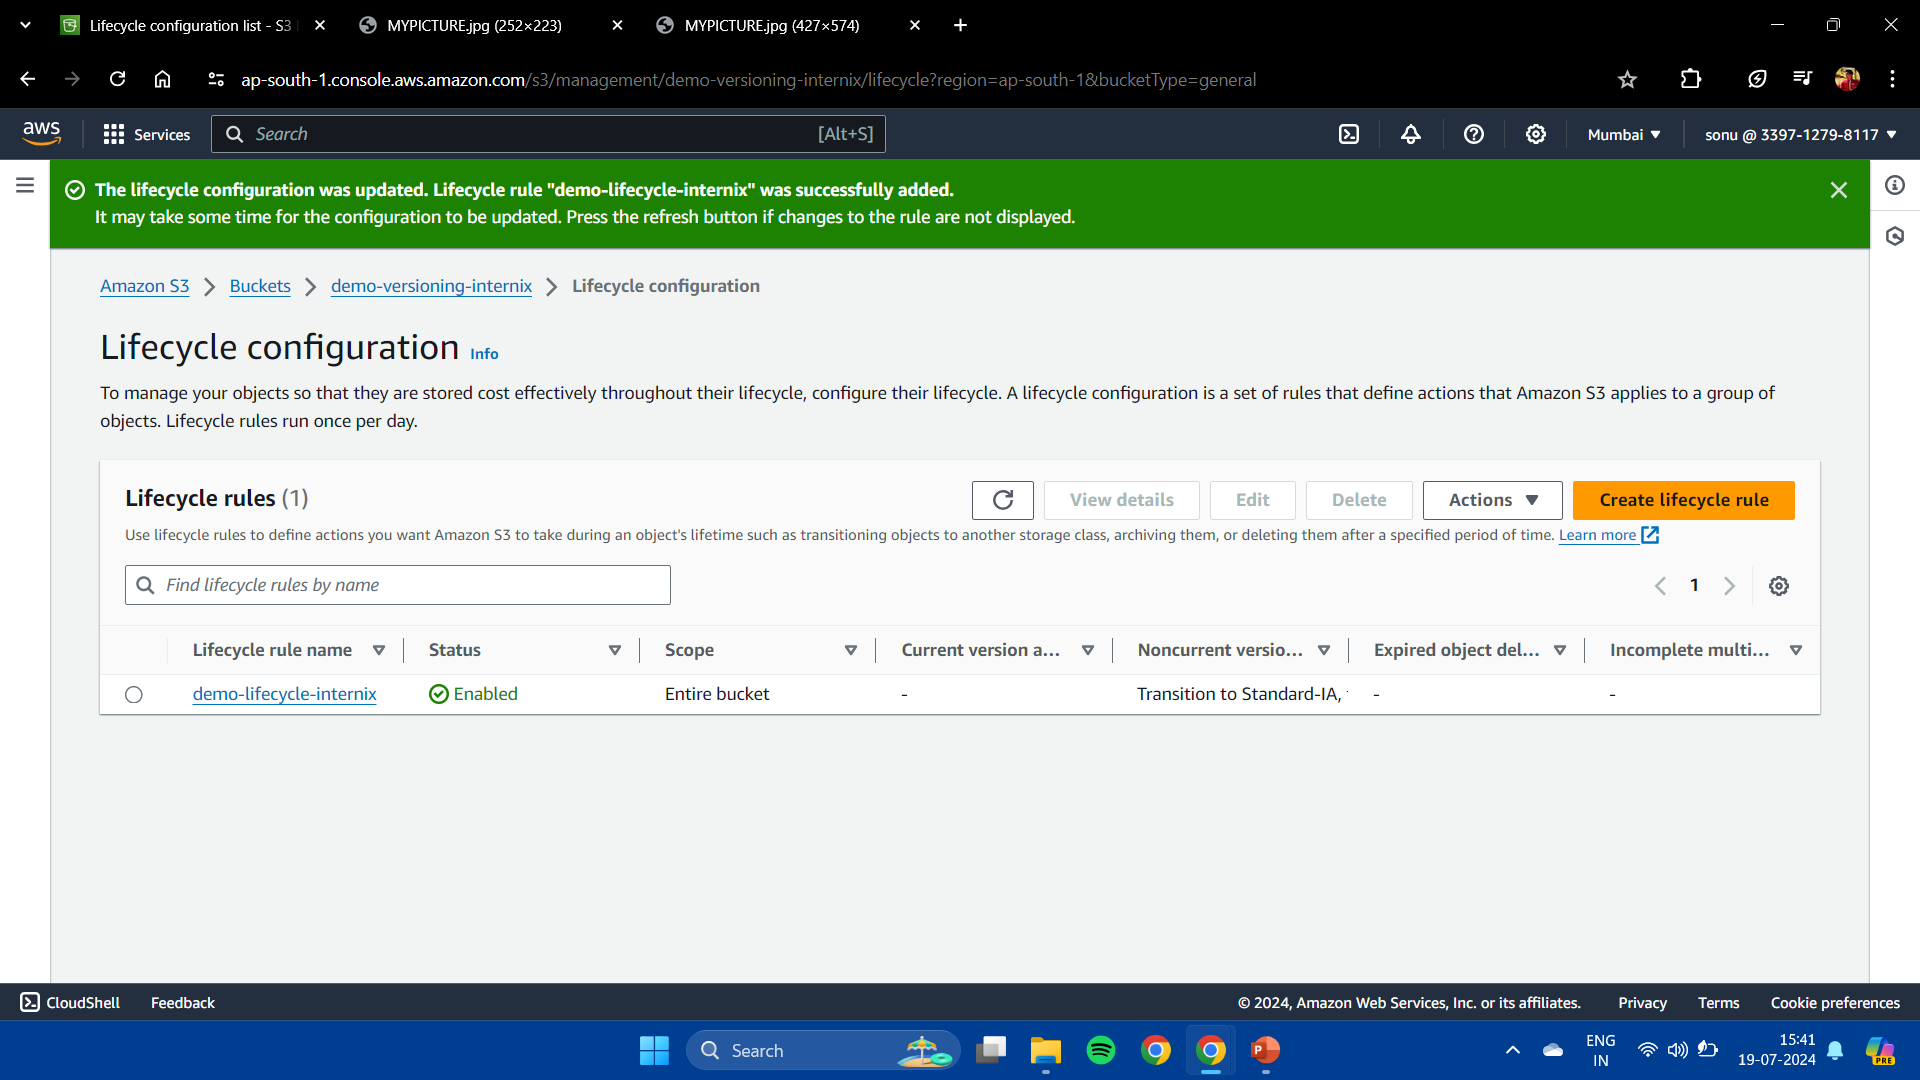 Lifecycle configuration list - S3
MYPICTURE.jpg (252×223)
MYPICTURE.jpg (427×574)
ap-south-1.console.aws.amazon.com/s3/management/demo-versioning-internix/lifecycle?region=ap-south-1&bucketType=general
aws
Services
Search
[Alt+S]
Mumbai
sonu @ 3397-1279-8117
The lifecycle configuration was updated. Lifecycle rule "demo-lifecycle-internix" was successfully added.
It may take some time for the configuration to be updated. Press the refresh button if changes to the rule are not displayed.
Amazon S3 > Buckets > demo-versioning-internix > Lifecycle configuration
Lifecycle configuration Info
To manage your objects so that they are stored cost effectively throughout their lifecycle, configure their lifecycle. A lifecycle configuration is a set of rules that define actions that Amazon S3 applies to a group of
objects. Lifecycle rules run once per day.
Lifecycle rules (1)
View details
Edit
Delete
Actions
Create lifecycle rule
Use lifecycle rules to define actions you want Amazon S3 to take during an object's lifetime such as transitioning objects to another storage class, archiving them, or deleting them after a specified period of time. Learn more
Find lifecycle rules by name
1
Lifecycle rule name
Status
Scope
Current version a...
Noncurrent versio...
Expired object del...
Incomplete multi...
demo-lifecycle-internix
Enabled
Entire bucket
-
Transition to Standard-IA,
-
-
CloudShell
Feedback
© 2024, Amazon Web Services, Inc. or its affiliates.
Privacy
Terms
Cookie preferences
Search
ENG
IN
15:41
19-07-2024
PRE